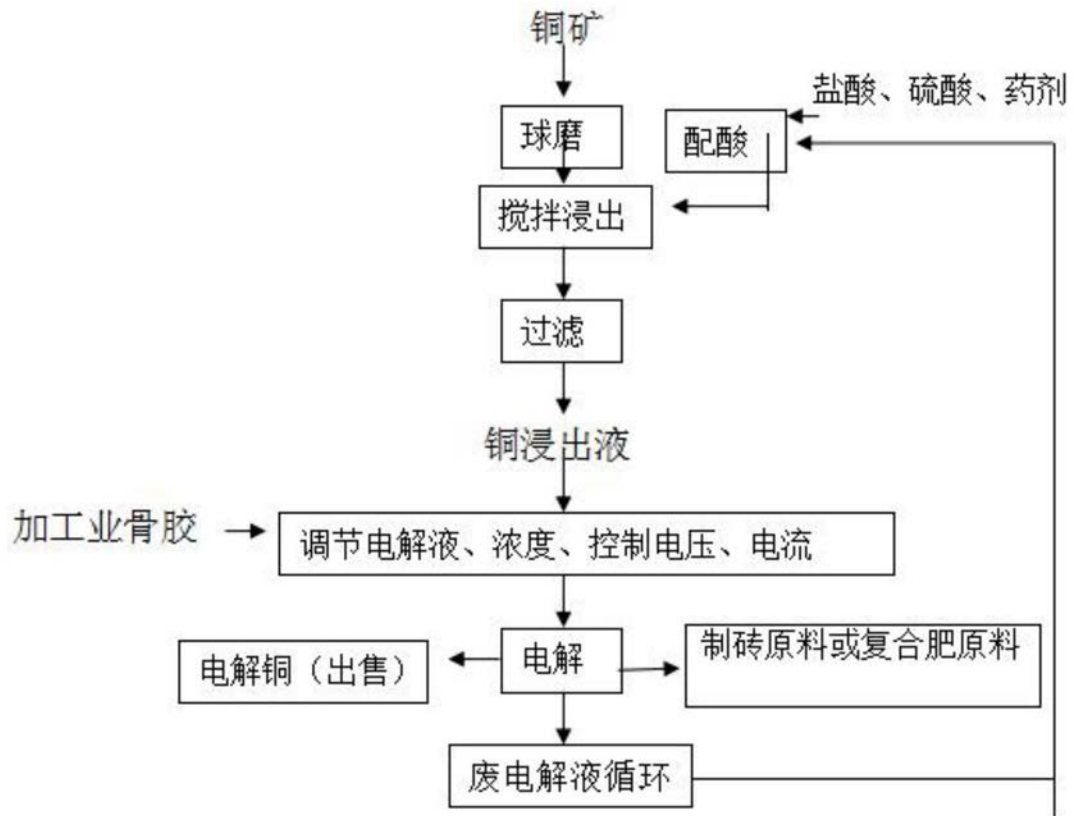 铜矿
盐酸、硫酸、药剂
球磨
配酸
搅拌浸出
过滤
铜浸出液
加工业骨胶
调节电解液、浓度、控制电压、电流
电解铜（出售）
电解
制砖原料或复合肥原料
废电解液循环